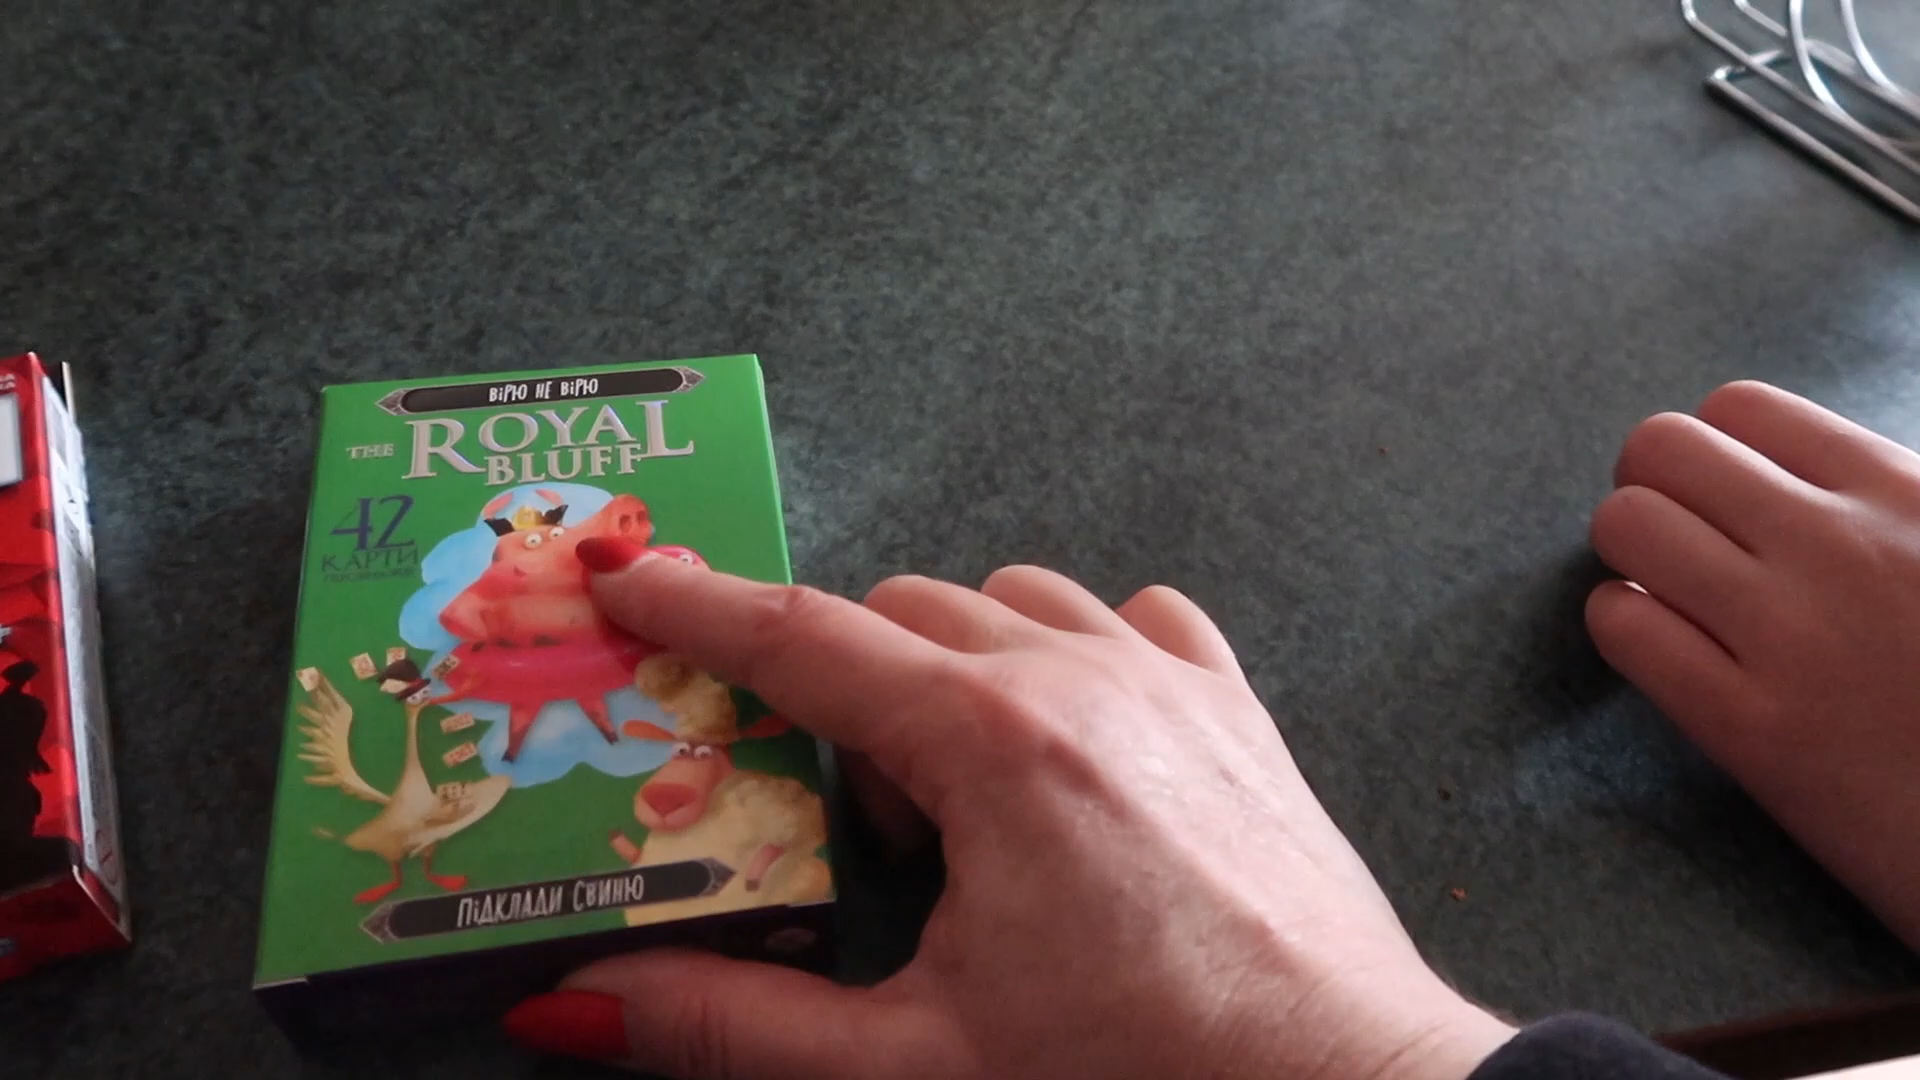 ВіРЮ НЕ ВіРЮ
THE ROYAL
BLUFF
42
КАРТИ
ПіДКЛАДИ СВИНЮ